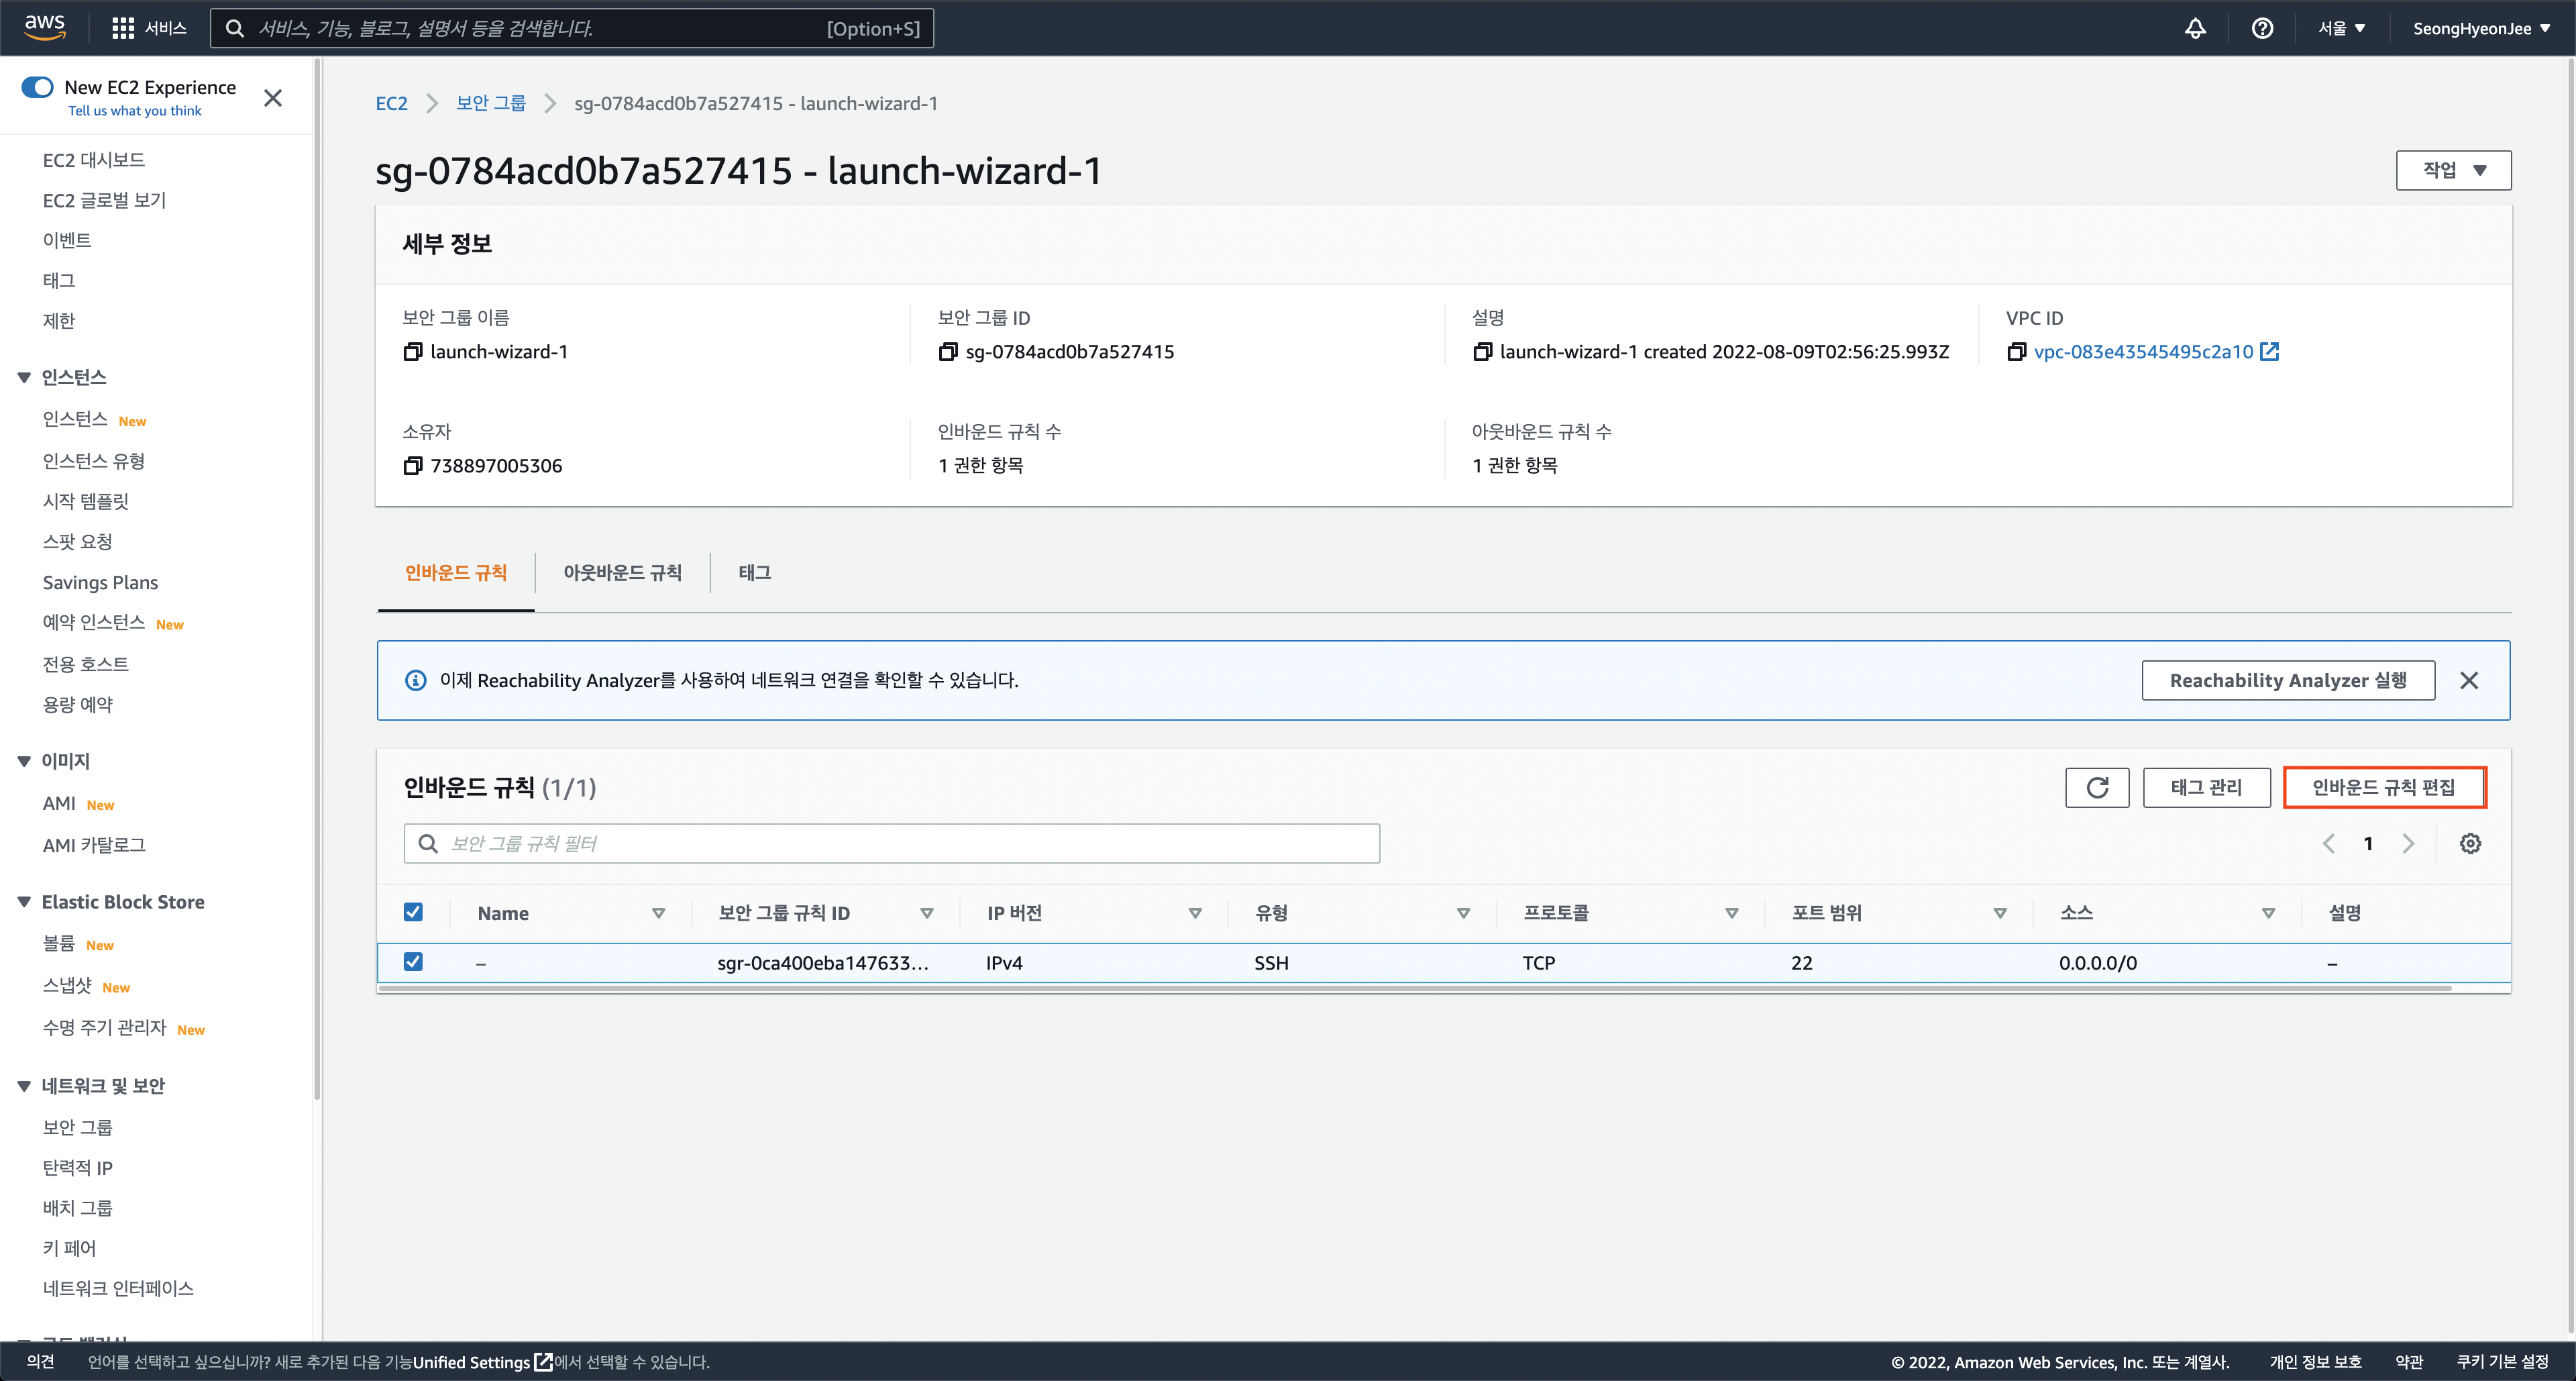 aws 서비스 서비스, 기능, 블로그, 설명서 등을 검색합니다. [Option+S] 서울 ▼ SeongHyeonJee ▼
New EC2 Experience
Tell us what you think
EC2 대시보드
EC2 글로벌 보기
이벤트
태그
제한
▼ 인스턴스
인스턴스 New
인스턴스 유형
시작 템플릿
스팟 요청
Savings Plans
예약 인스턴스 New
전용 호스트
용량 예약
▼ 이미지
AMI New
AMI 카탈로그
▼ Elastic Block Store
볼륨 New
스냅샷 New
수명 주기 관리자 New
▼ 네트워크 및 보안
보안 그룹
탄력적 IP
배치 그룹
키 페어
네트워크 인터페이스
EC2 > 보안 그룹 > sg-0784acd0b7a527415 - launch-wizard-1
sg-0784acd0b7a527415 - launch-wizard-1
작업 ▼
세부 정보
보안 그룹 이름
launch-wizard-1
보안 그룹 ID
sg-0784acd0b7a527415
설명
launch-wizard-1 created 2022-08-09T02:56:25.993Z
VPC ID
vpc-083e43545495c2a10
소유자
738897005306
인바운드 규칙 수
1 권한 항목
아웃바운드 규칙 수
1 권한 항목
인바운드 규칙 아웃바운드 규칙 태그
이제 Reachability Analyzer를 사용하여 네트워크 연결을 확인할 수 있습니다. Reachability Analyzer 실행
인바운드 규칙 (1/1) 태그 관리 인바운드 규칙 편집
보안 그룹 규칙 필터 1
Name 보안 그룹 규칙 ID IP 버전 유형 프로토콜 포트 범위 소스 설명
– sgr-0ca400eba147633... IPv4 SSH TCP 22 0.0.0.0/0 –
의견 언어를 선택하고 싶으십니까? 새로 추가된 다음 기능Unified Settings에서 선택할 수 있습니다. © 2022, Amazon Web Services, Inc. 또는 계열사. 개인 정보 보호 약관 쿠키 기본 설정